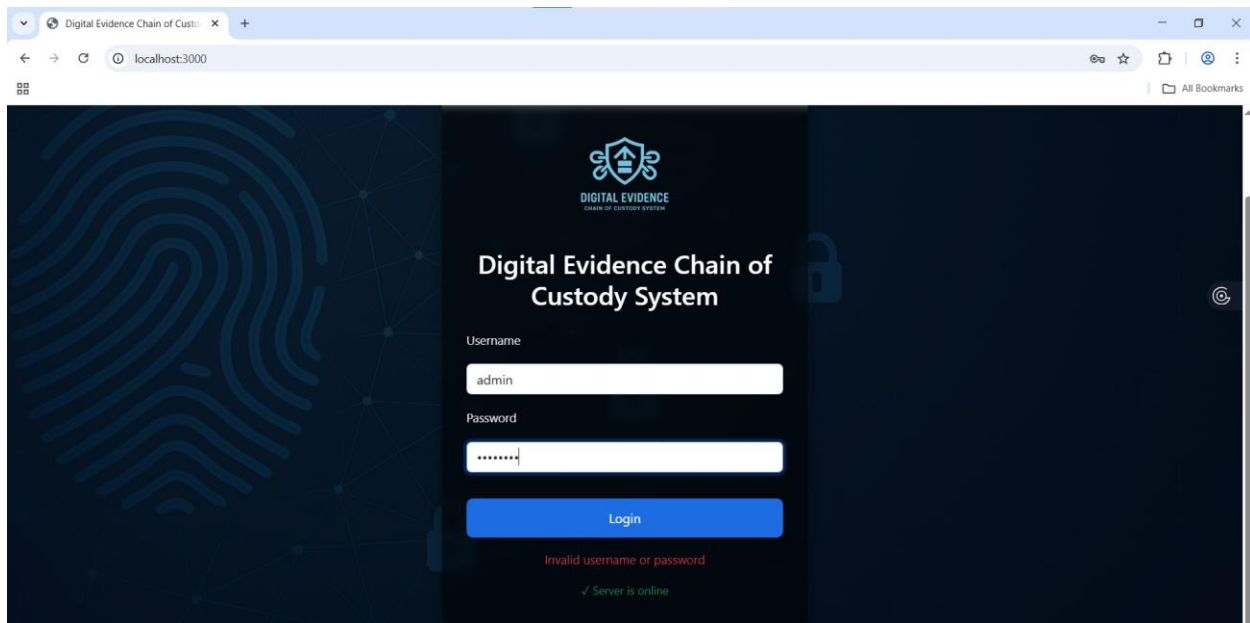 Digital Evidence Chain of Custo
localhost:3000
All Bookmarks
DIGITAL EVIDENCE
CHAIN OF CUSTODY SYSTEM
Digital Evidence Chain of
Custody System
Username
admin
Password
••••••••
Login
Invalid username or password
✓ Server is online